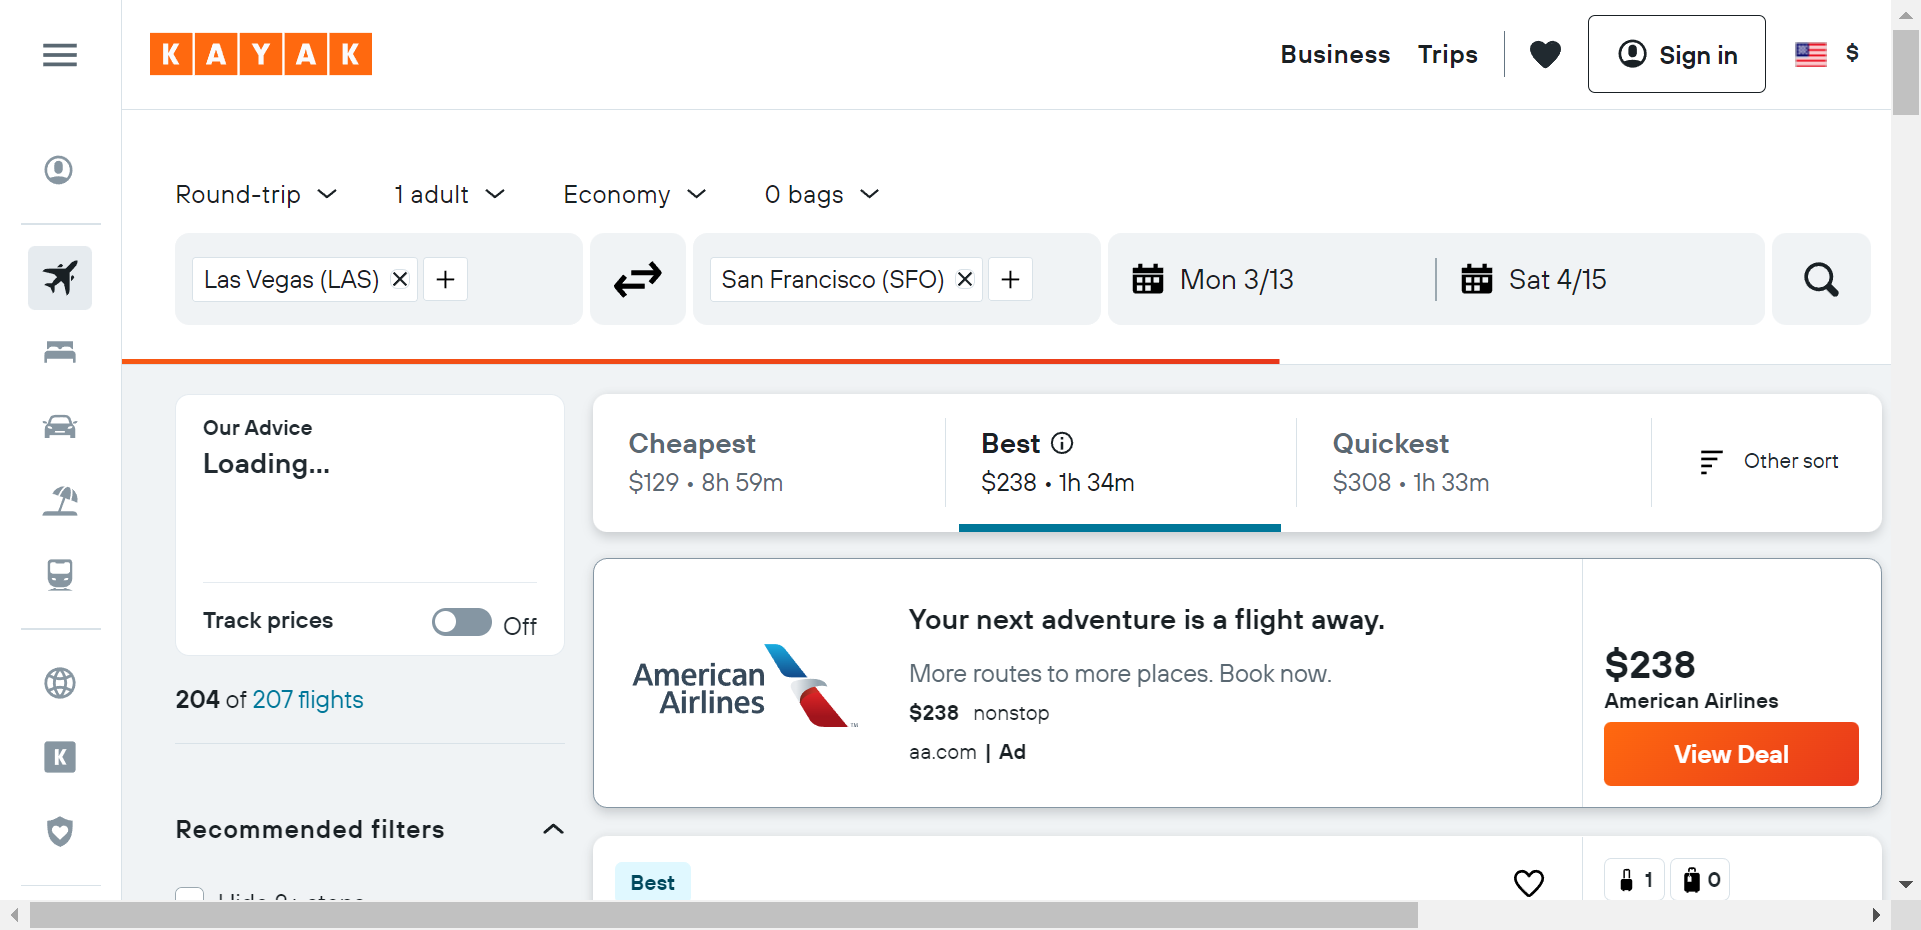 KAYAK
Business Trips Sign in $
Round-trip 1 adult Economy 0 bags
Las Vegas (LAS) San Francisco (SFO) Mon 3/13 Sat 4/15
Our Advice
Loading...
Track prices Off
204 of 207 flights
Recommended filters
Cheapest
$129 • 8h 59m
Best
$238 • 1h 34m
Quickest
$308 • 1h 33m
Other sort
American Airlines
Your next adventure is a flight away.
More routes to more places. Book now.
$238 nonstop
aa.com | Ad
$238
American Airlines
View Deal
K
Best
1 0